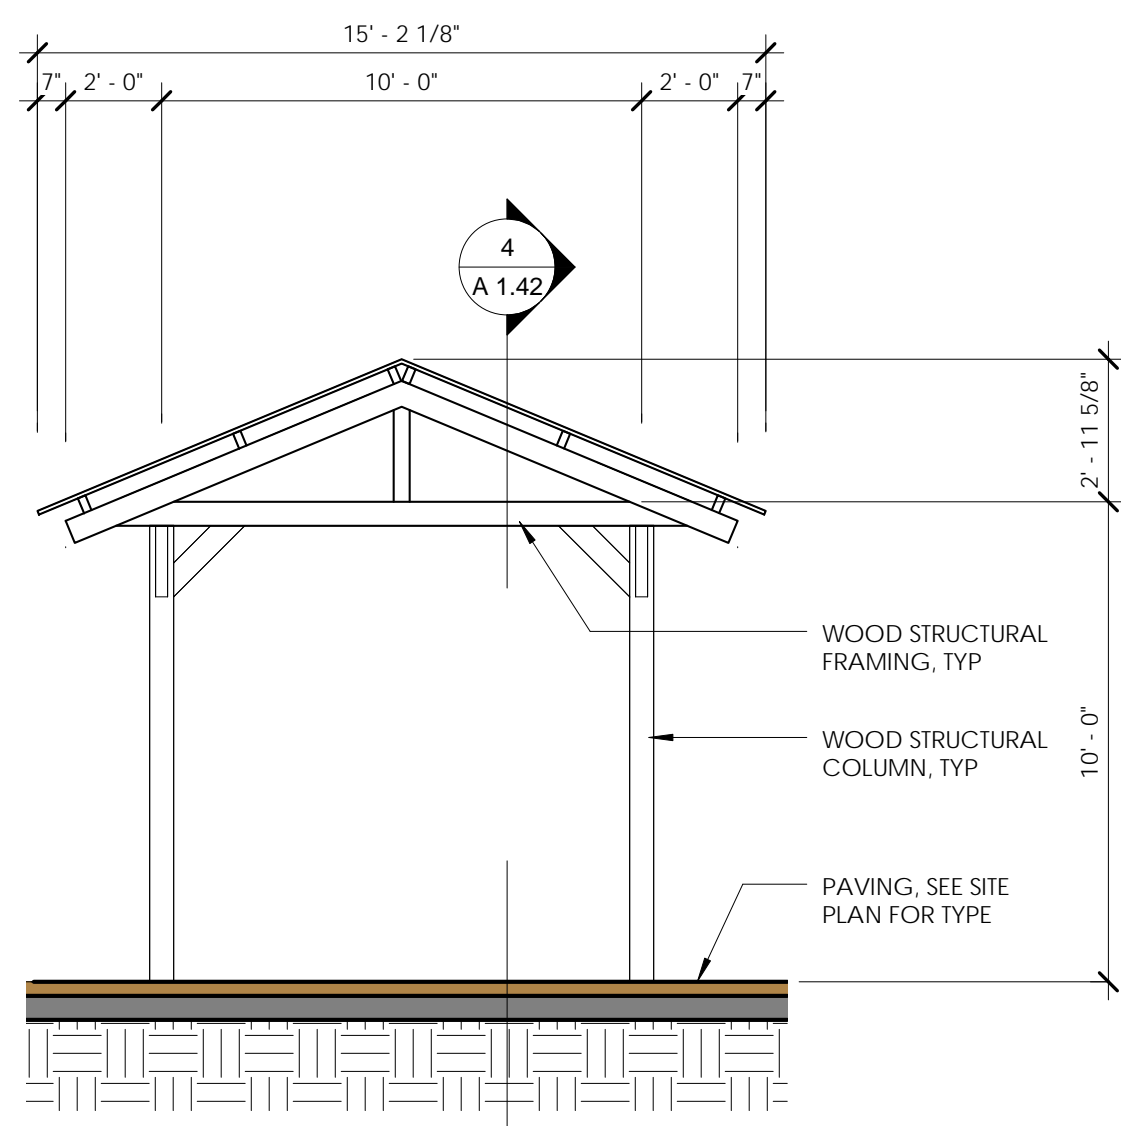 15' - 2 1/8"
7" 2' - 0" 10' - 0" 2' - 0" 7"
4
A 1.42
2' - 11 5/8"
WOOD STRUCTURAL
FRAMING, TYP
10' - 0"
WOOD STRUCTURAL
COLUMN, TYP
PAVING, SEE SITE
PLAN FOR TYPE